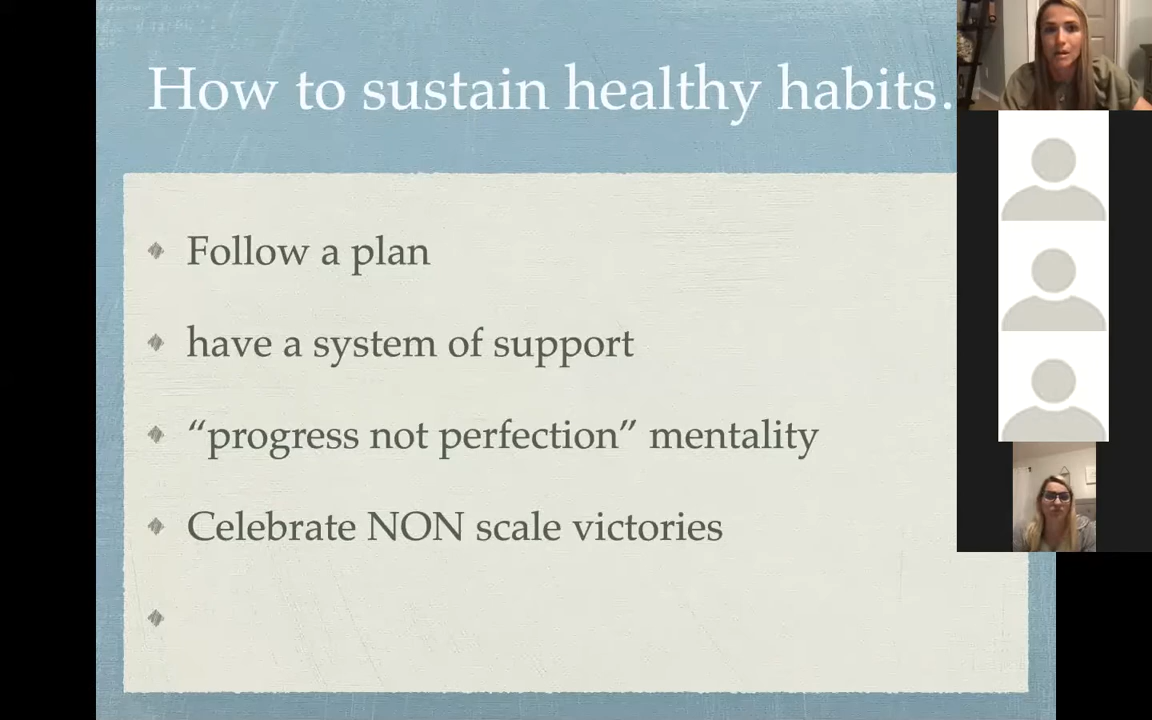 How to sustain healthy habits.
Follow a plan
have a system of support
“progress not perfection” mentality
Celebrate NON scale victories